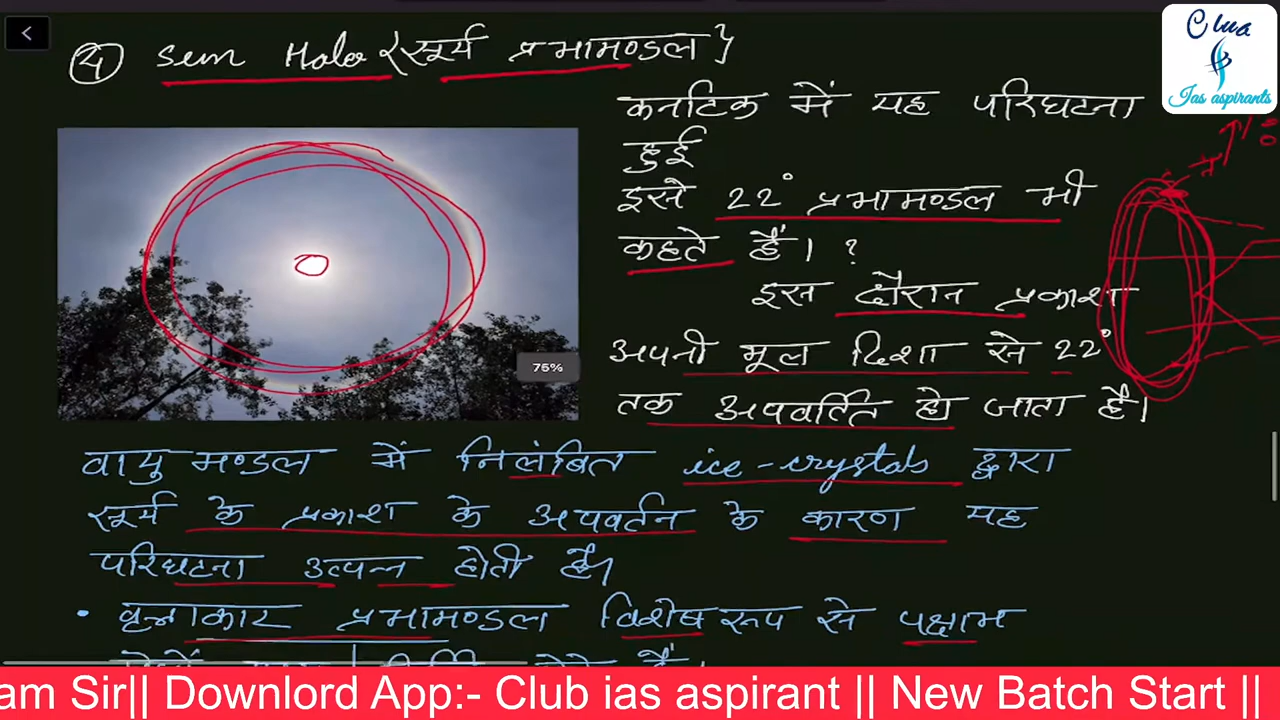 ④ Sun Halo {सूर्य प्रभामण्डल}
Clua
Ias aspirants
कर्नाटक में यह परिघटना
हुई
इसे 22° प्रभामण्डल भी
कहते हैं। ?
इस दौरान प्रकाश
अपनी मूल दिशा से 22°
तक अपवर्तित हो जाता है।
75%
वायुमण्डल में निलंबित ice-crystals द्वारा
सूर्य के प्रकाश के अपवर्तन के कारण यह
परिघटना उत्पन्न होती है।
• वृत्ताकार प्रभामण्डल विशेष रूप से पक्षाभ
am Sir|| Downlord App:- Club ias aspirant || New Batch Start ||